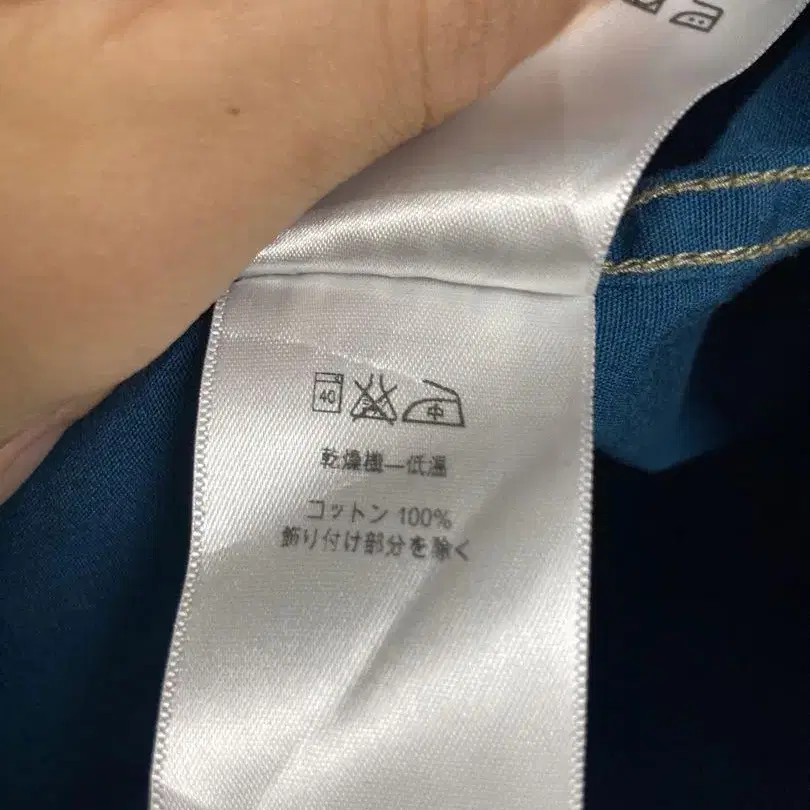 40 中
乾燥機—低温
コットン 100%
飾り付け部分を除く